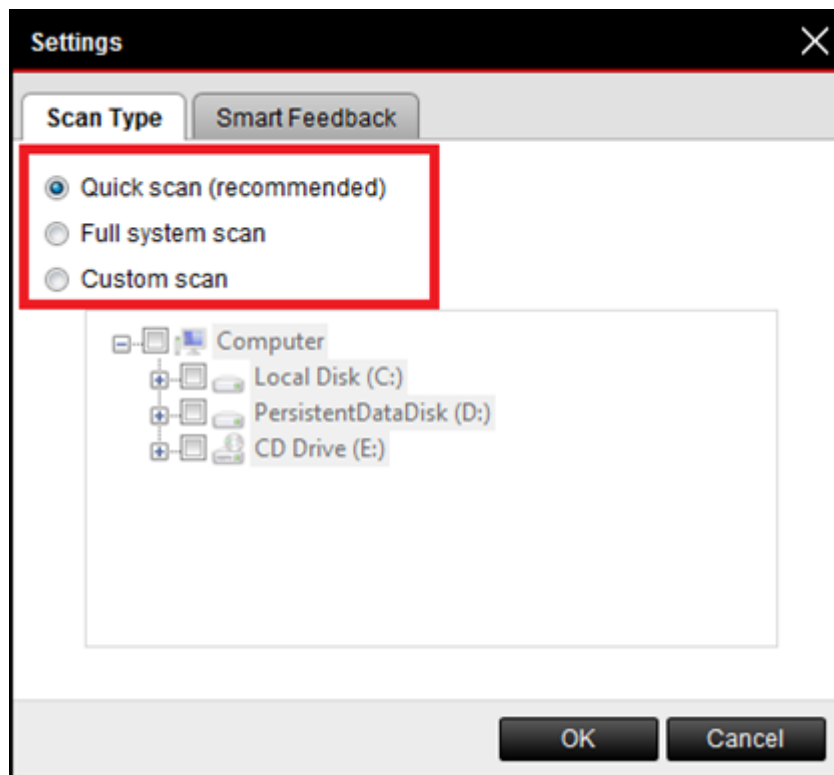 Settings
Scan Type Smart Feedback
Quick scan (recommended)
Full system scan
Custom scan
Computer
Local Disk (C:)
PersistentDataDisk (D:)
CD Drive (E:)
OK Cancel